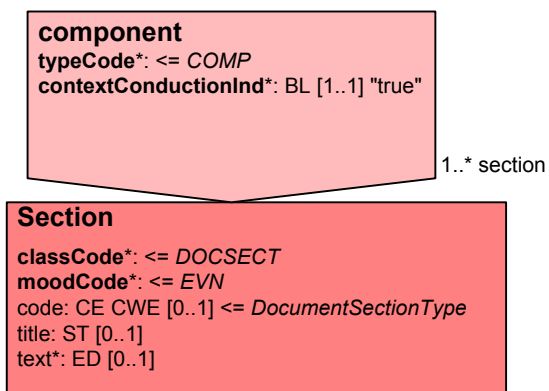 component
typeCode*: <= COMP
contextConductionInd*: BL [1..1] "true"
1..* section
Section
classCode*: <= DOCSECT
moodCode*: <= EVN
code: CE CWE [0..1] <= DocumentSectionType
title: ST [0..1]
text*: ED [0..1]